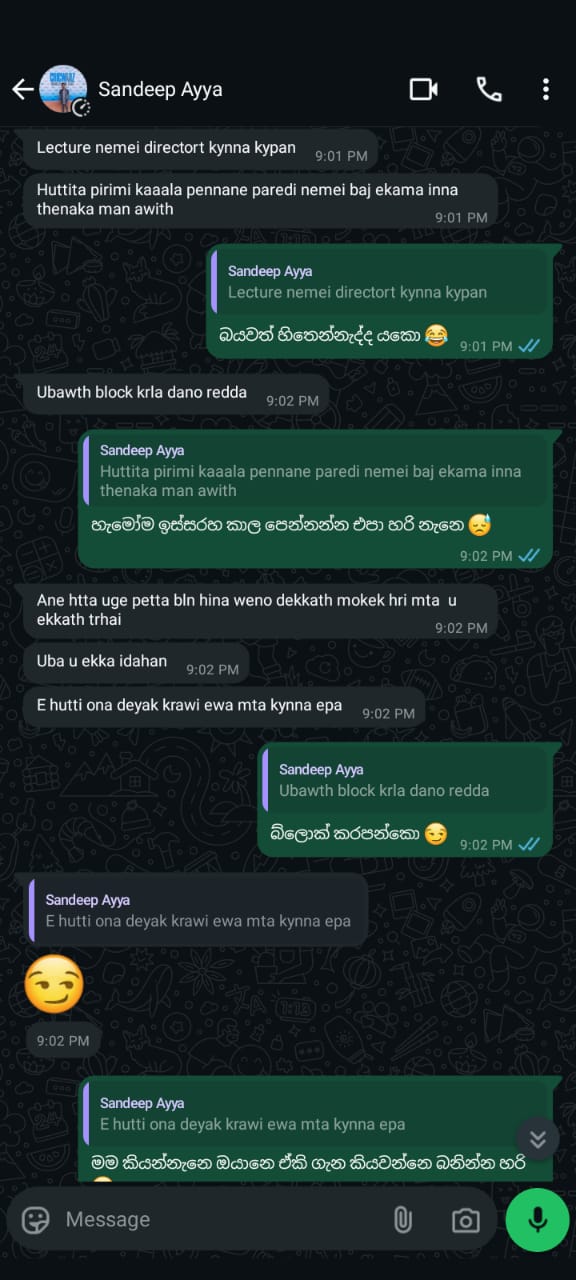 Sandeep Ayya
Lecture nemei directort kynna kypan
9:01 PM
Huttita pirimi kaaala pennane paredi nemei baj ekama inna
thenaka man awith
9:01 PM
Sandeep Ayya
Lecture nemei directort kynna kypan
බයවත් හිතෙන්නැද්ද යකො 😂
9:01 PM
Ubawth block krla dano redda
9:02 PM
Sandeep Ayya
Huttita pirimi kaaala pennane paredi nemei baj ekama inna
thenaka man awith
හැමෝම ඉස්සරහ කාල පෙන්නන්න එපා හරි නැනෙ 😓
9:02 PM
Ane htta uge petta bln hina weno dekkath mokek hri mta u
ekkath trhai
9:02 PM
Uba u ekka idahan
9:02 PM
E hutti ona deyak krawi ewa mta kynna epa
9:02 PM
Sandeep Ayya
Ubawth block krla dano redda
බ්ලොක් කරපන්කො 😏
9:02 PM
Sandeep Ayya
E hutti ona deyak krawi ewa mta kynna epa
😏
9:02 PM
Sandeep Ayya
E hutti ona deyak krawi ewa mta kynna epa
මම කියන්නැනෙ ඔයානෙ ඒකි ගැන කියවන්නෙ බනින්න හරි
Message